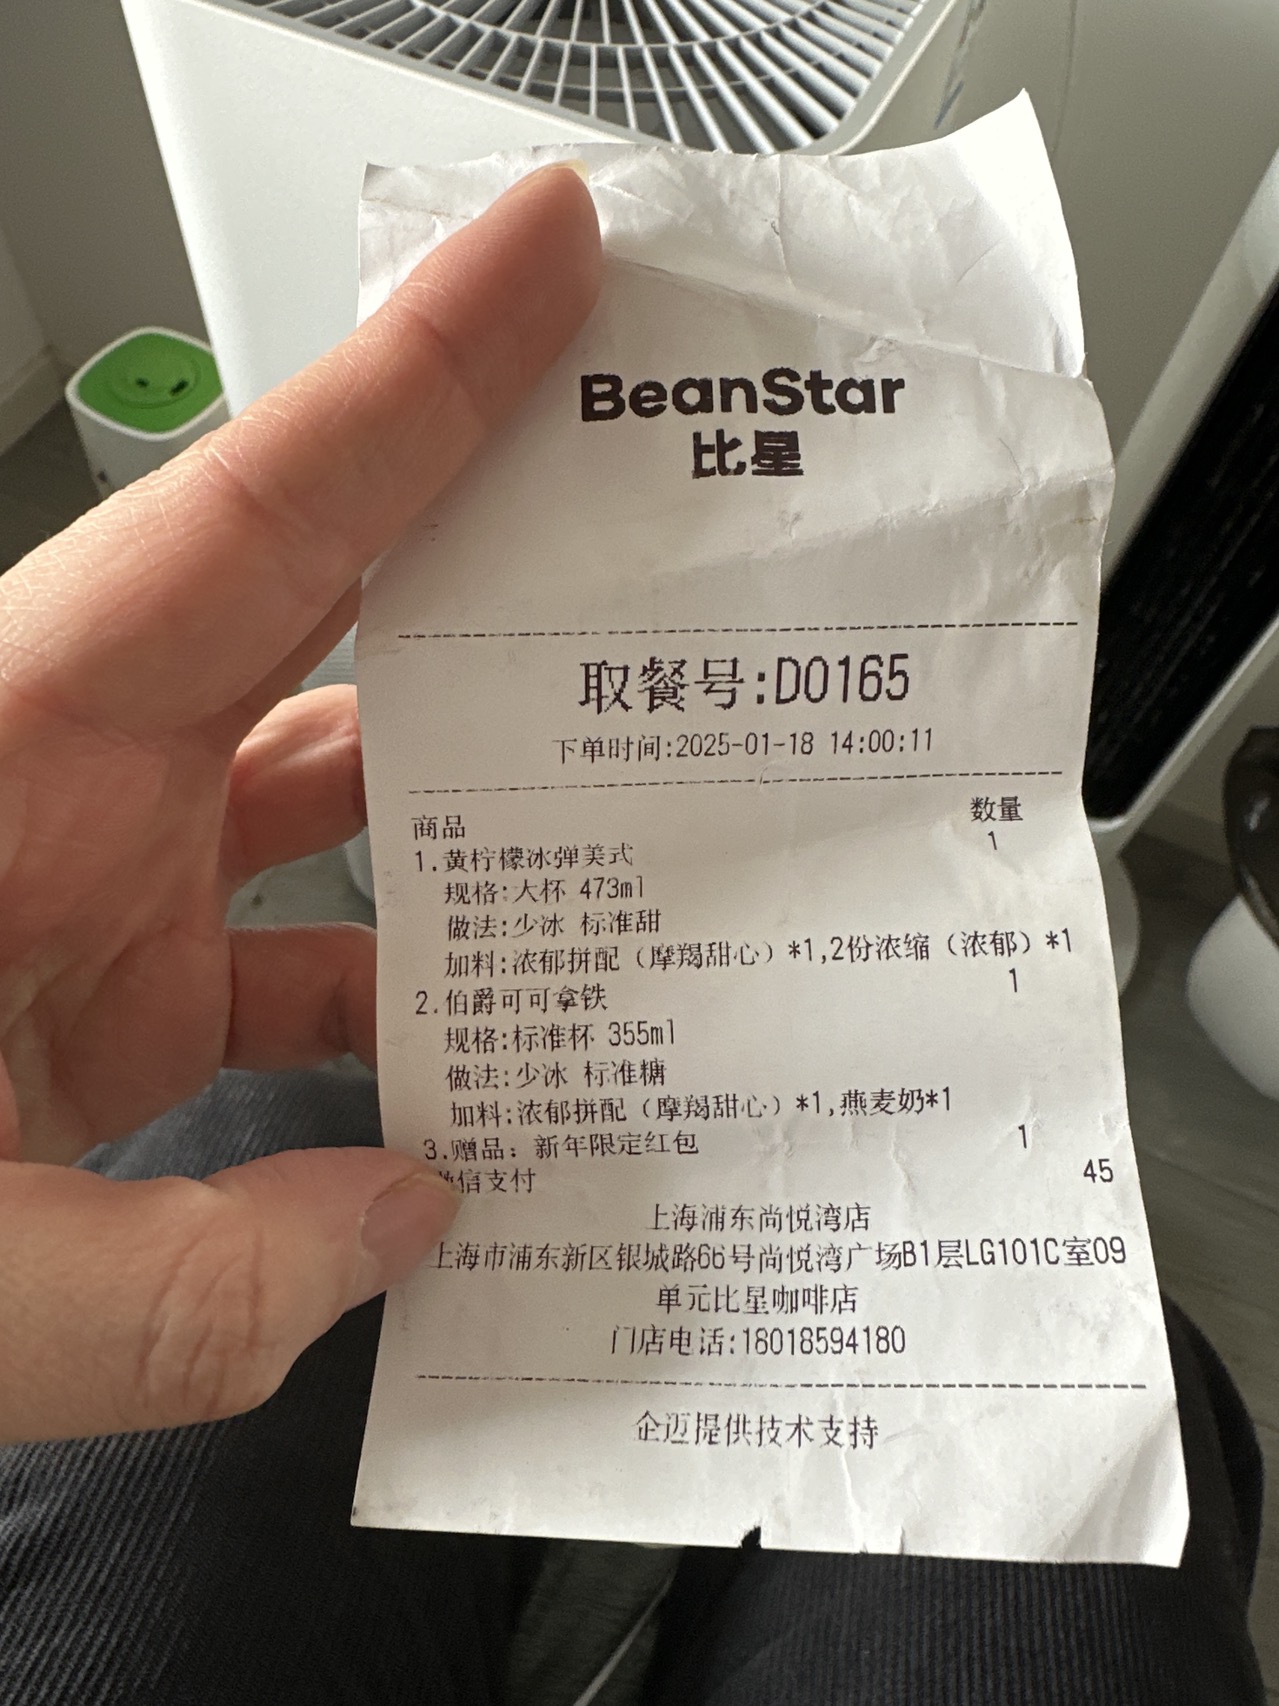 BeanStar
比星
取餐号:D0165
下单时间:2025-01-18 14:00:11
商品 数量
1.黄柠檬冰弹美式 1
规格:大杯 473ml
做法:少冰 标准甜
加料:浓郁拼配（摩羯甜心）*1,2份浓缩（浓郁）*1
2.伯爵可可拿铁 1
规格:标准杯 355ml
做法:少冰 标准糖
加料:浓郁拼配（摩羯甜心）*1,燕麦奶*1
3.赠品：新年限定红包 1
微信支付 45
上海浦东尚悦湾店
上海市浦东新区银城路66号尚悦湾广场B1层LG101C室09
单元比星咖啡店
门店电话:18018594180
企迈提供技术支持